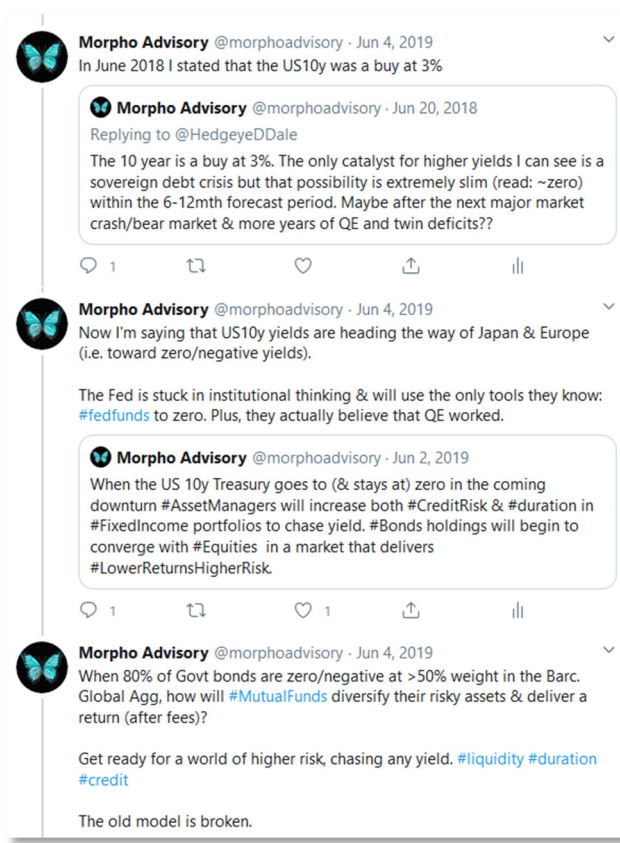 Morpho Advisory @morphoadvisory · Jun 4, 2019
In June 2018 I stated that the US10y was a buy at 3%
Morpho Advisory @morphoadvisory · Jun 20, 2018
Replying to @HedgeyeDDale
The 10 year is a buy at 3%. The only catalyst for higher yields I can see is a
sovereign debt crisis but that possibility is extremely slim (read: ~zero)
within the 6-12mth forecast period. Maybe after the next major market
crash/bear market & more years of QE and twin deficits??
1
Morpho Advisory @morphoadvisory · Jun 4, 2019
Now I'm saying that US10y yields are heading the way of Japan & Europe
(i.e. toward zero/negative yields).
The Fed is stuck in institutional thinking & will use the only tools they know:
#fedfunds to zero. Plus, they actually believe that QE worked.
Morpho Advisory @morphoadvisory · Jun 2, 2019
When the US 10y Treasury goes to (& stays at) zero in the coming
downturn #AssetManagers will increase both #CreditRisk & #duration in
#FixedIncome portfolios to chase yield. #Bonds holdings will begin to
converge with #Equities in a market that delivers
#LowerReturnsHigherRisk.
1 1
Morpho Advisory @morphoadvisory · Jun 4, 2019
When 80% of Govt bonds are zero/negative at >50% weight in the Barc.
Global Agg, how will #MutualFunds diversify their risky assets & deliver a
return (after fees)?
Get ready for a world of higher risk, chasing any yield. #liquidity #duration
#credit
The old model is broken.